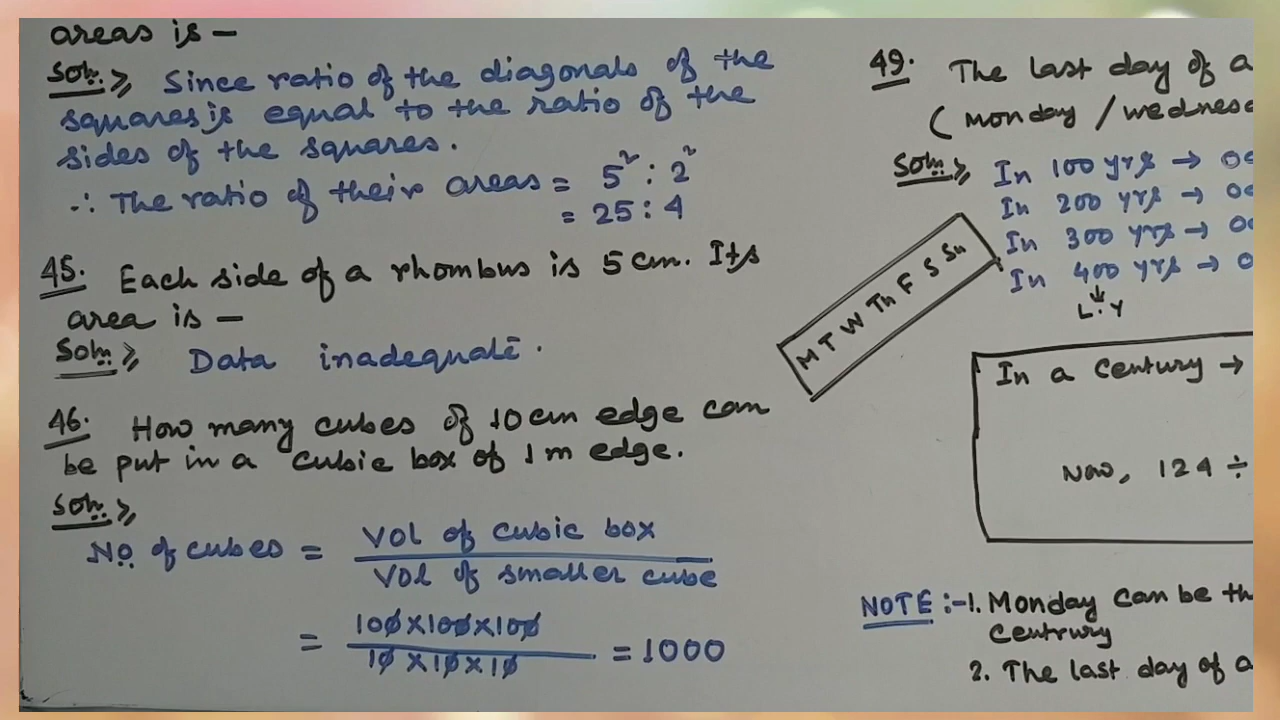 areas is -
Soln. ⇒ Since ratio of the diagonals of the
squares is equal to the ratio of the
sides of the squares.
∴ The ratio of their areas = 5² : 2²
= 25 : 4
45. Each side of a rhombus is 5 cm. Its
area is -
Soln. ⇒ Data inadequate.
46. How many cubes of 10 cm edge can
be put in a cubic box of 1 m edge.
Soln. ⇒
No. of cubes = Vol of cubic box / Vol of smaller cube
= 100 × 100 × 100 / 10 × 10 × 10 = 1000
49. The last day of a
(monday / wednes
Soln. ⇒ In 100 yrs →
In 200 yrs →
In 300 yrs →
In 400 yrs →
L.Y
M T W Th F S Su
In a century →
Now, 124 ÷
NOTE :- 1. Monday can be th
centrury
2. The last day of a